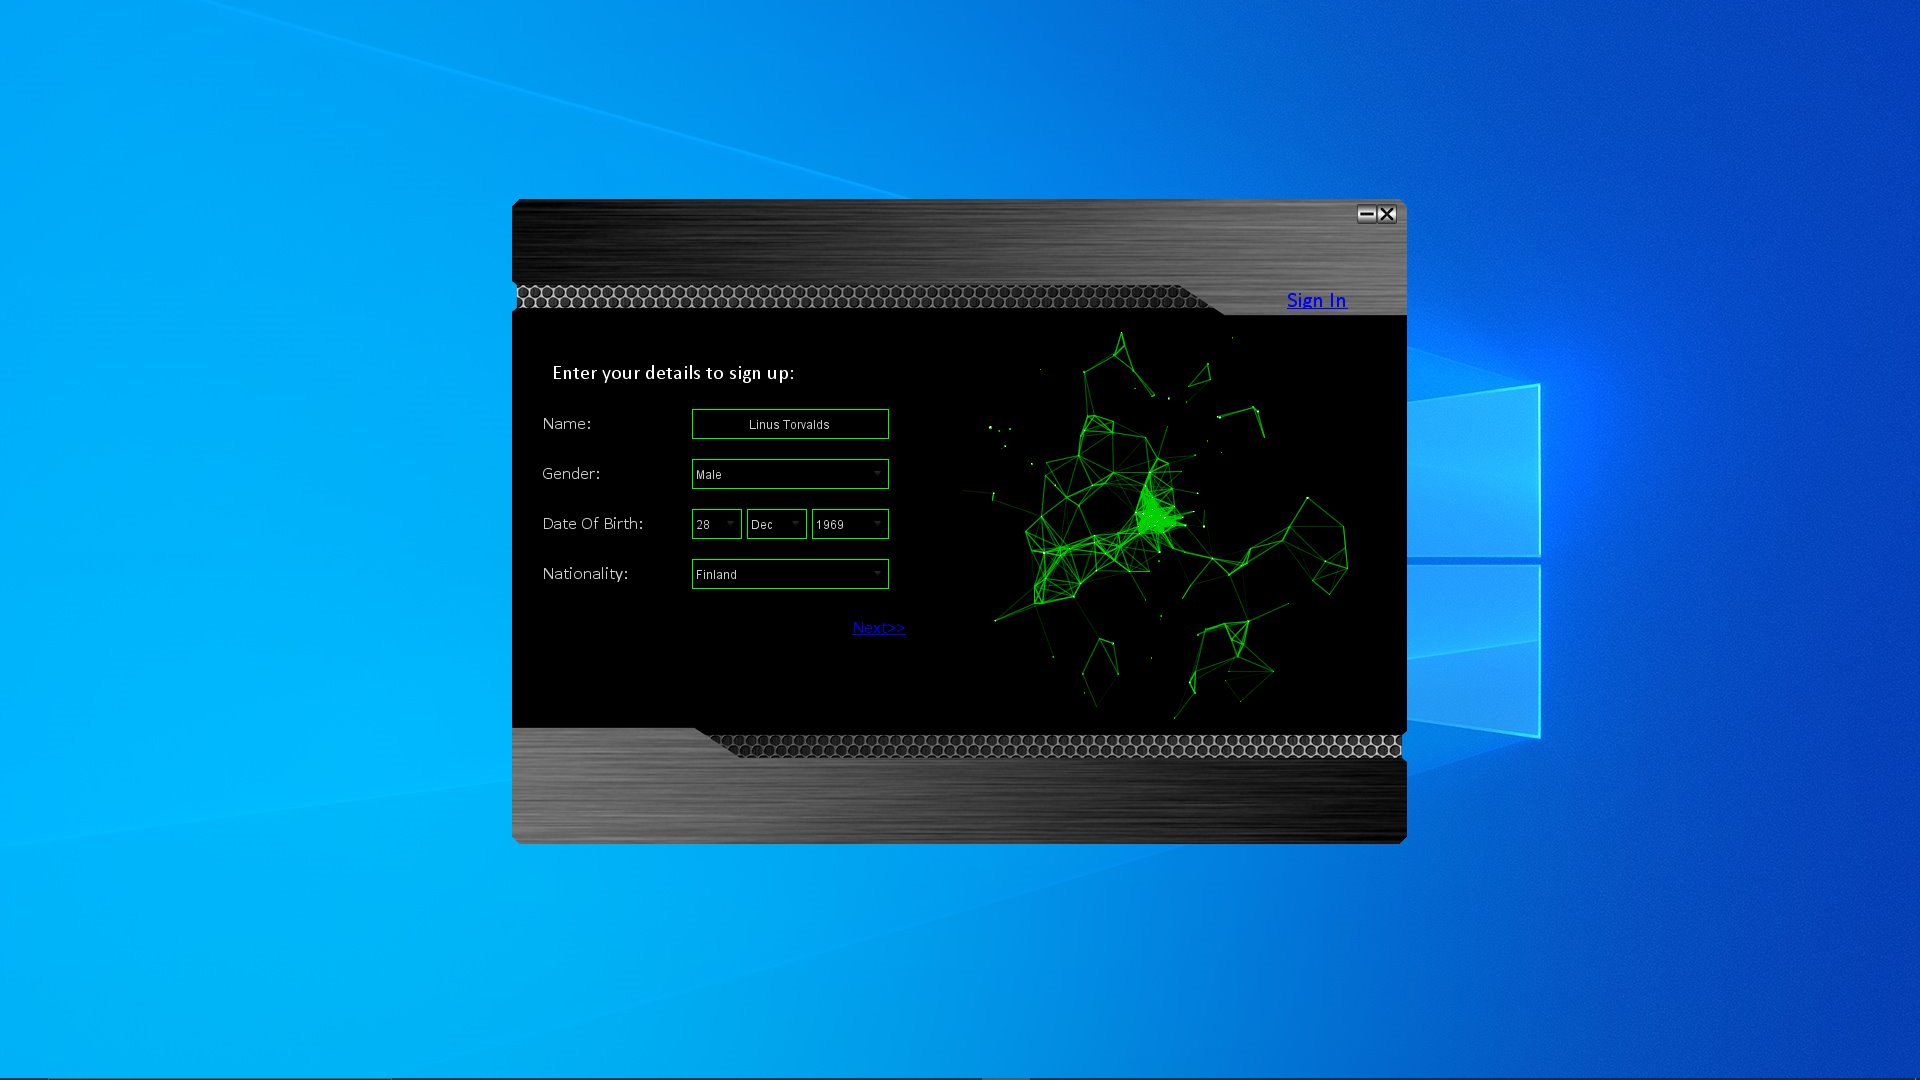 Sign In
Enter your details to sign up:
Name: Linus Torvalds
Gender: Male
Date Of Birth: 28 Dec 1969
Nationality: Finland
Next>>